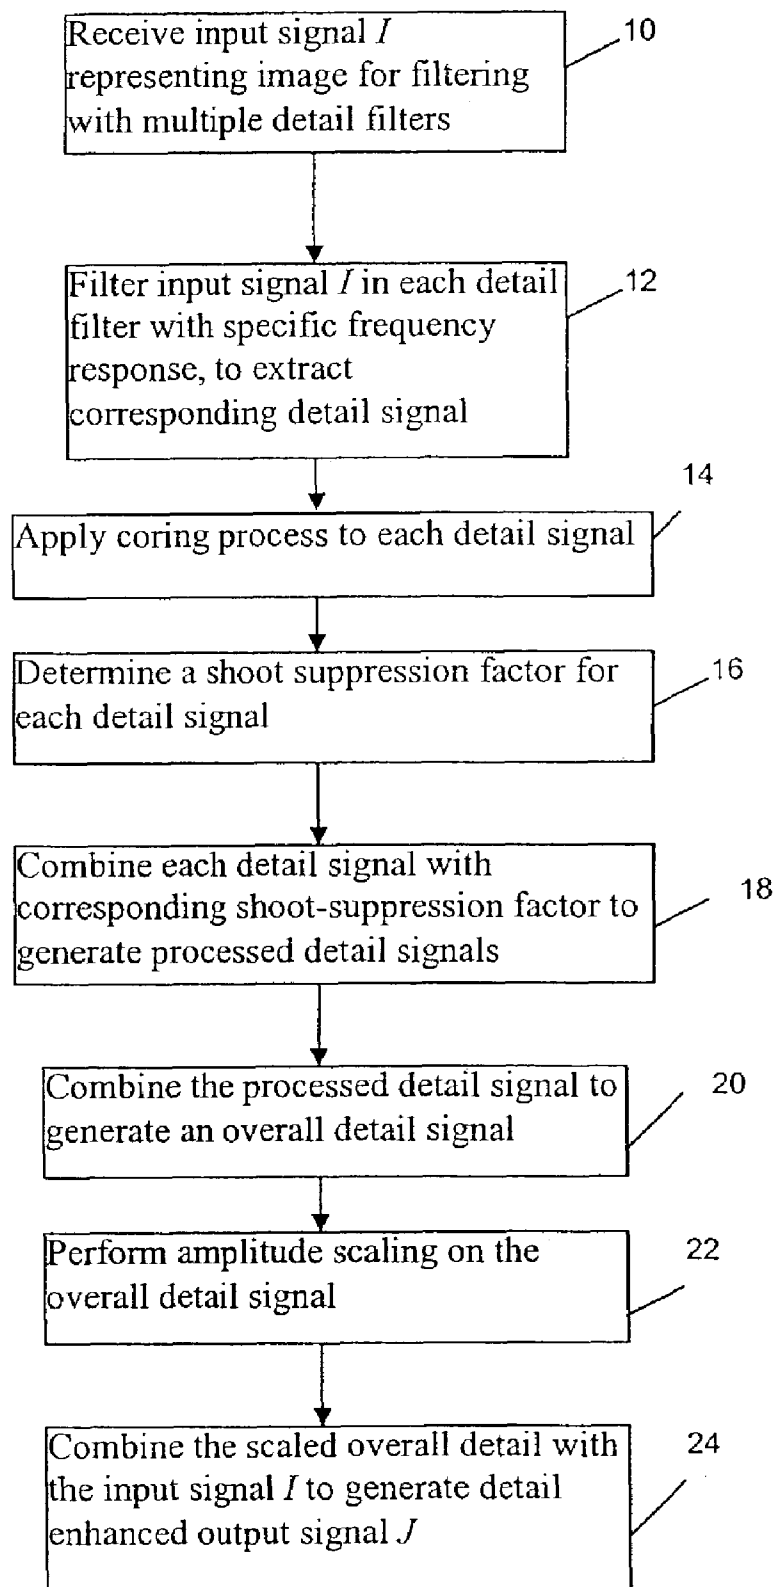 Receive input signal I
representing image for filtering
with multiple detail filters
10
Filter input signal I in each detail
filter with specific frequency
response, to extract
corresponding detail signal
12
14
Apply coring process to each detail signal
Determine a shoot suppression factor for
each detail signal
16
Combine each detail signal with
corresponding shoot-suppression factor to
generate processed detail signals
18
Combine the processed detail signal to
generate an overall detail signal
20
Perform amplitude scaling on the
overall detail signal
22
Combine the scaled overall detail with
the input signal I to generate detail
enhanced output signal J
24